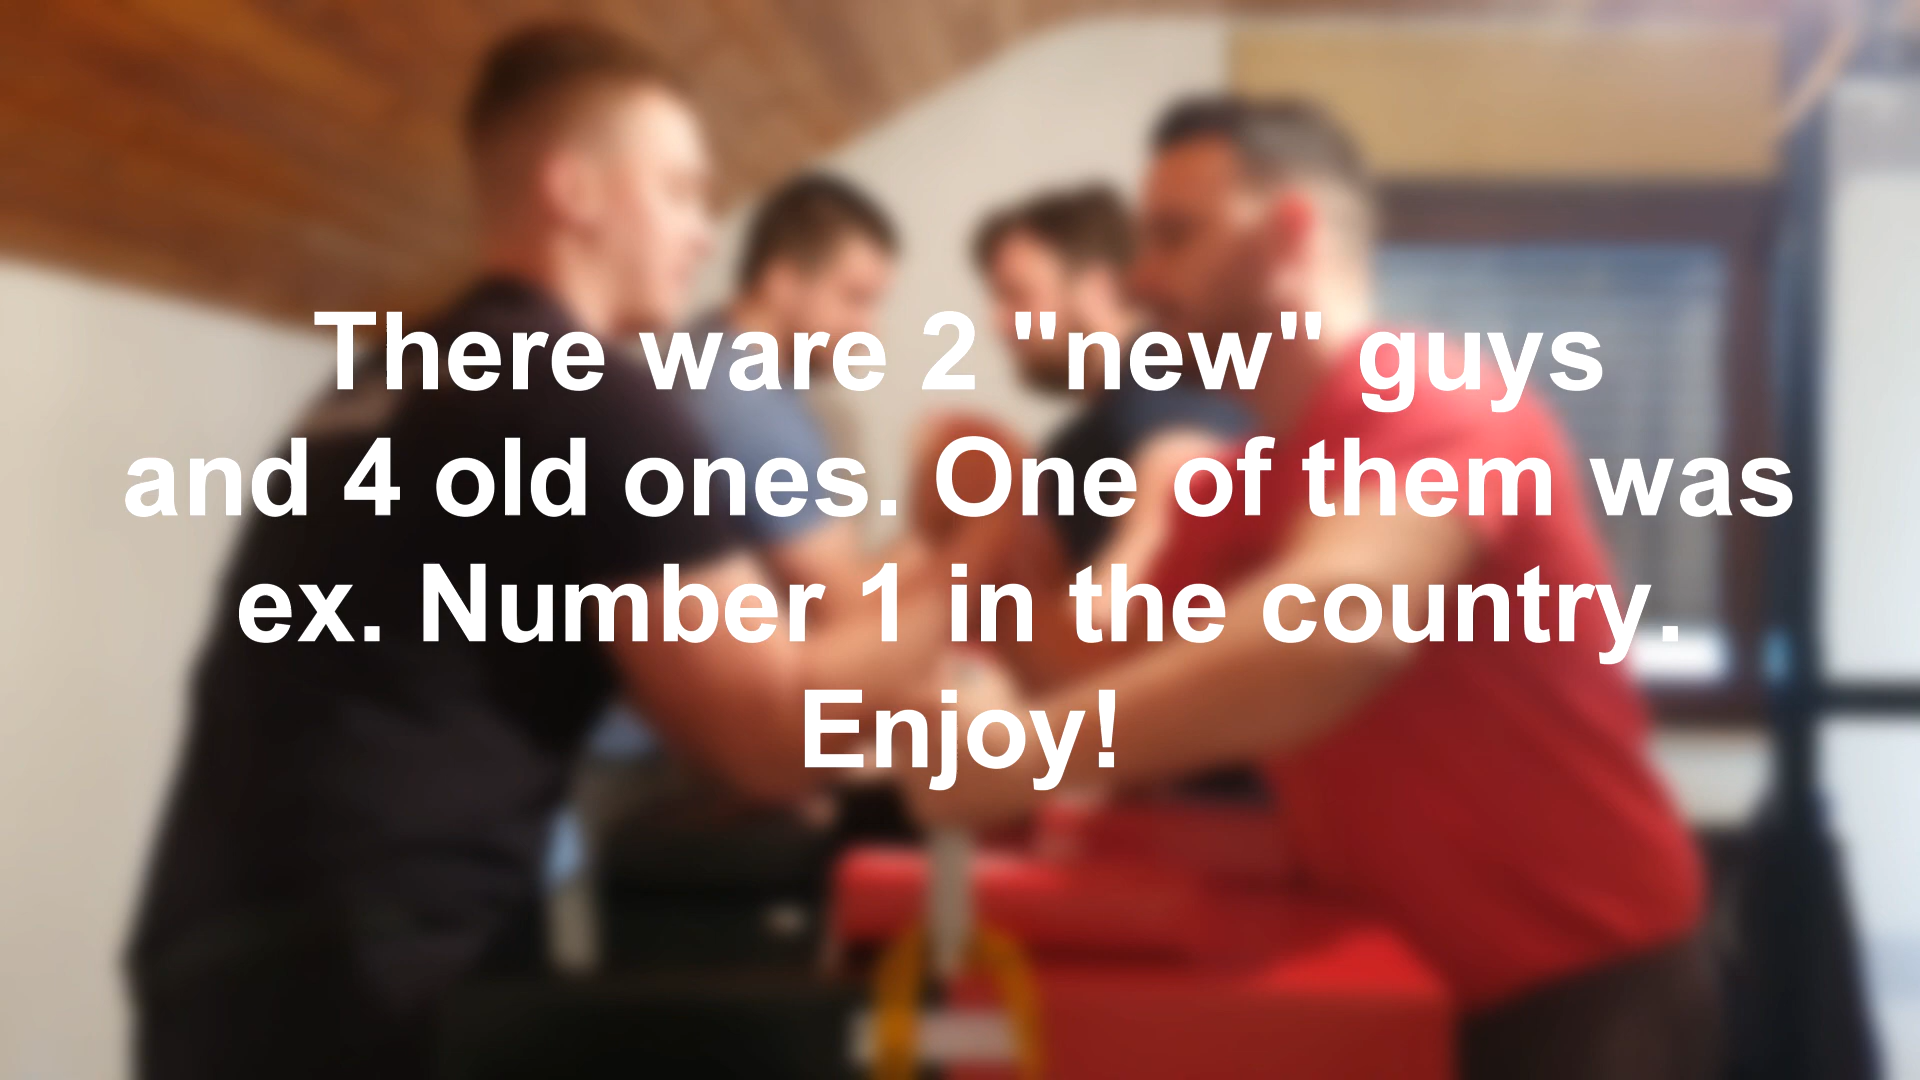 There ware 2 "new" guys
and 4 old ones. One of them was
ex. Number 1 in the country.
Enjoy!